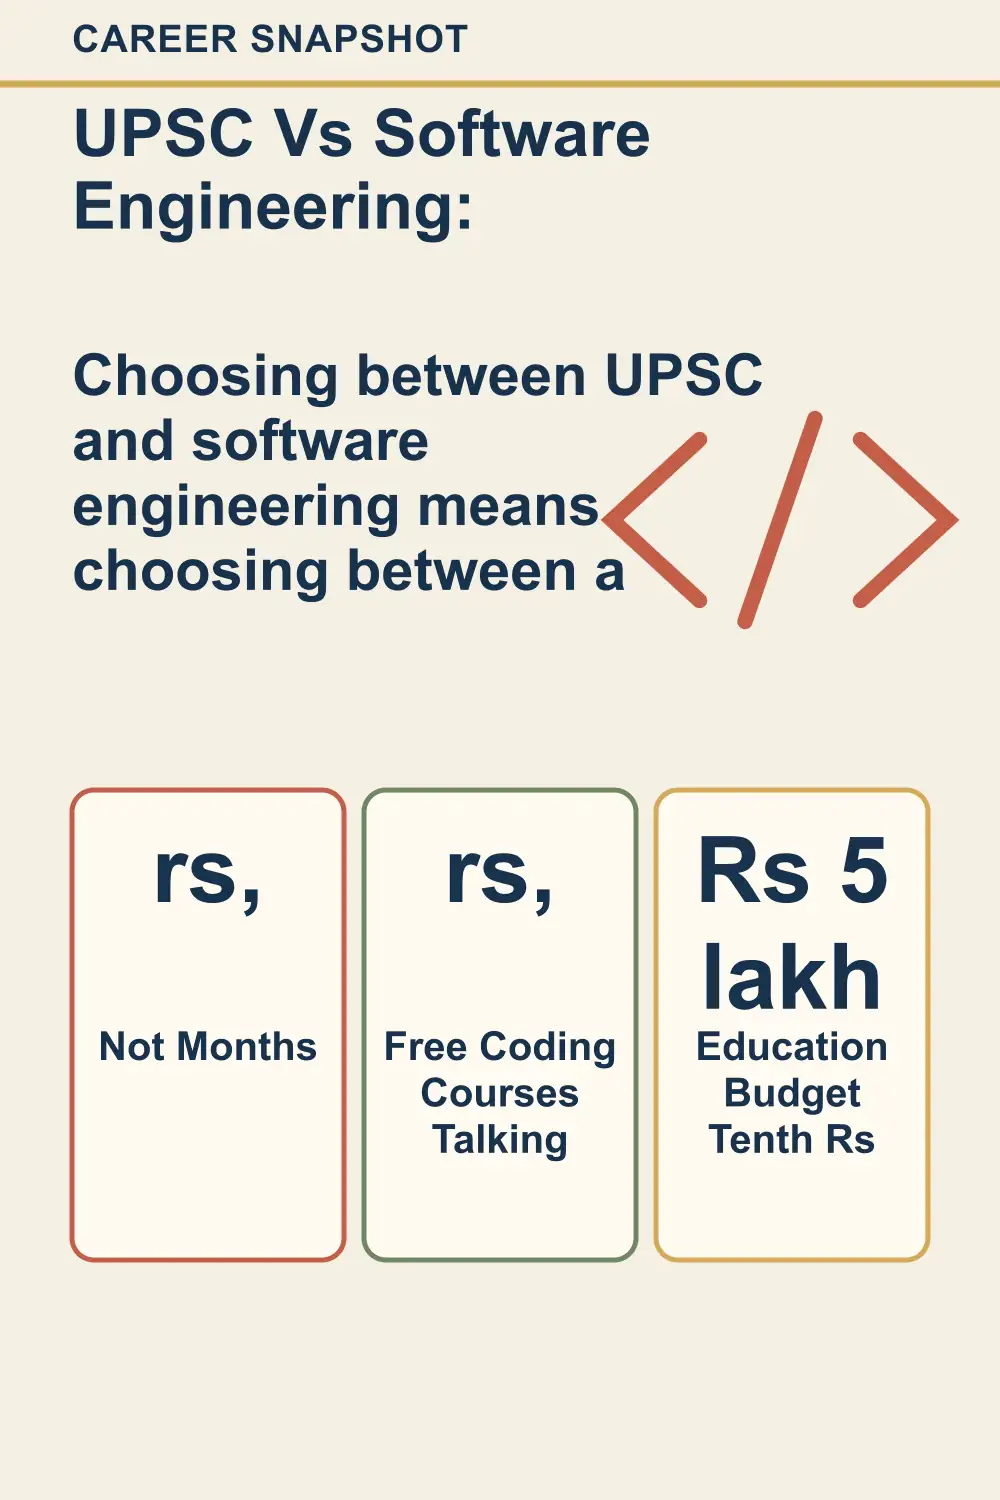 CAREER SNAPSHOT
UPSC Vs Software
Engineering:
Choosing between UPSC
and software
engineering means
choosing between a
rs,
Not Months
rs,
Free Coding
Courses
Talking
Rs 5
lakh
Education
Budget
Tenth Rs